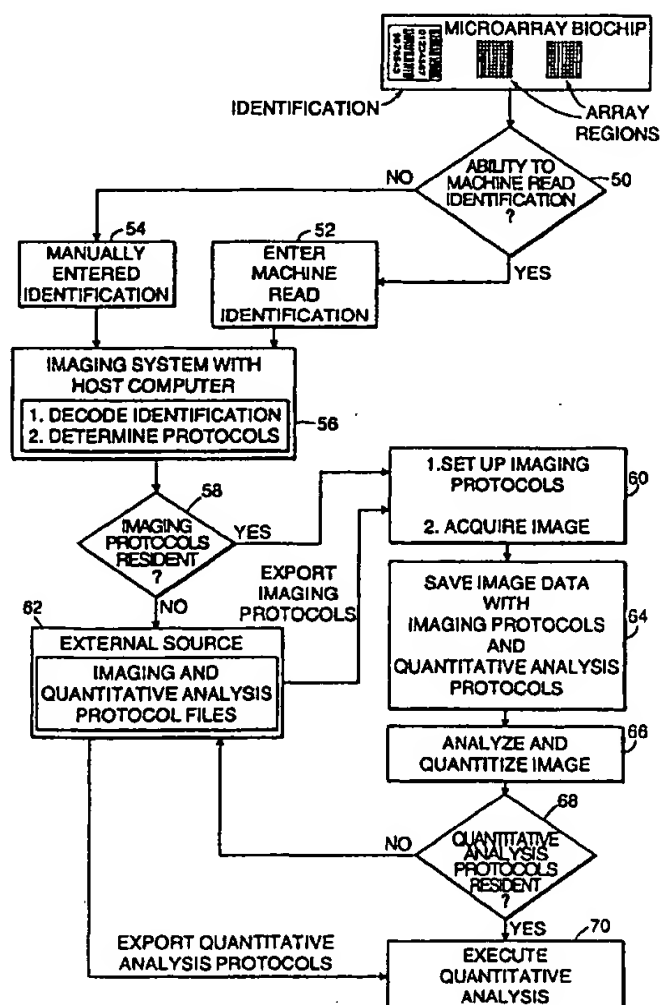 MICROARRAY BIOCHIP
IDENTIFICATION
ARRAY
REGIONS
ABILITY TO
MACHINE READ
IDENTIFICATION
?
50
NO
YES
54
MANUALLY
ENTERED
IDENTIFICATION
52
ENTER
MACHINE
READ
IDENTIFICATION
IMAGING SYSTEM WITH
HOST COMPUTER
1. DECODE IDENTIFICATION
2. DETERMINE PROTOCOLS
56
58
IMAGING
PROTOCOLS
RESIDENT
?
YES
NO
EXPORT
IMAGING
PROTOCOLS
1.SET UP IMAGING
PROTOCOLS
2. ACQUIRE IMAGE
60
62
EXTERNAL SOURCE
IMAGING AND
QUANTITATIVE ANALYSIS
PROTOCOL FILES
SAVE IMAGE DATA
WITH
IMAGING PROTOCOLS
AND
QUANTITATIVE ANALYSIS
PROTOCOLS
64
ANALYZE AND
QUANTITIZE IMAGE
66
68
QUANTITATIVE
ANALYSIS
PROTOCOLS
RESIDENT
?
NO
YES
EXPORT QUANTITATIVE
ANALYSIS PROTOCOLS
70
EXECUTE
QUANTITATIVE
ANALYSIS